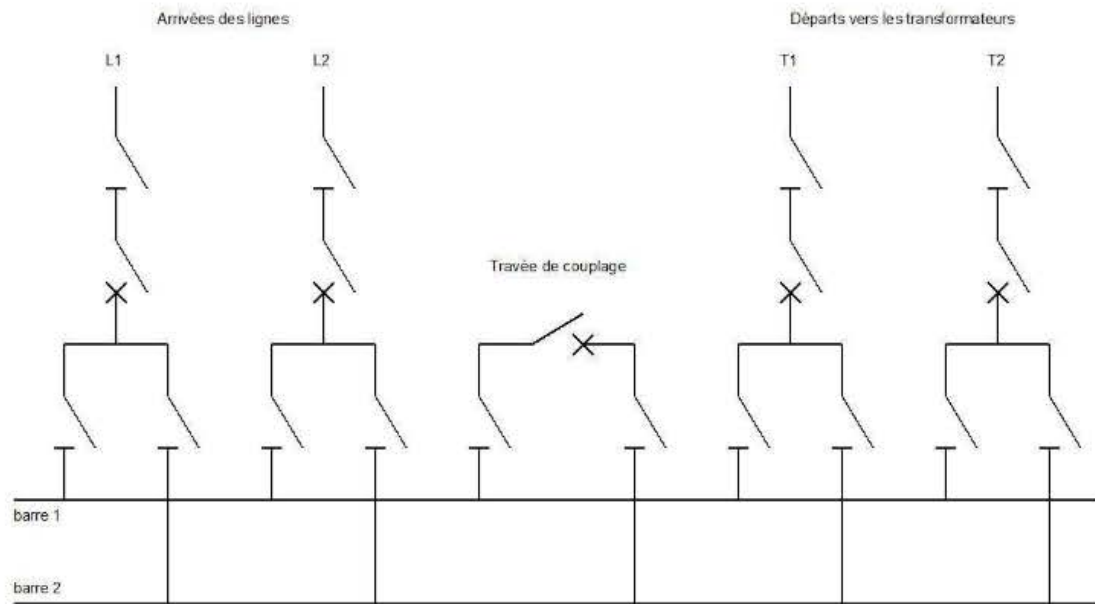 Arrivées des lignes
Départs vers les transformateurs
L1
L2
T1
T2
Travée de couplage
barre 1
barre 2